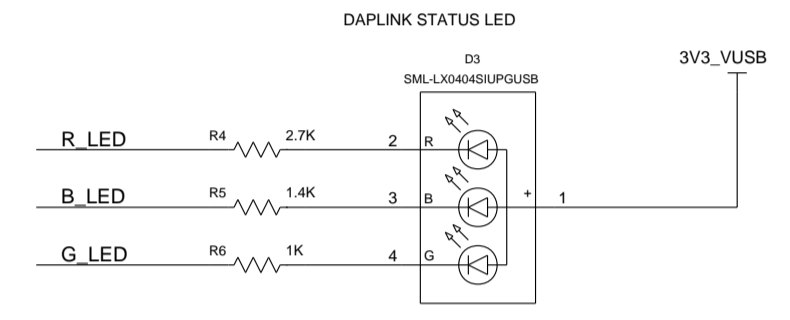 DAPLINK STATUS LED
D3
SML-LX0404SIUPGUSB
3V3_VUSB
R_LED R4 2.7K 2 R
B_LED R5 1.4K 3 B + 1
G_LED R6 1K 4 G